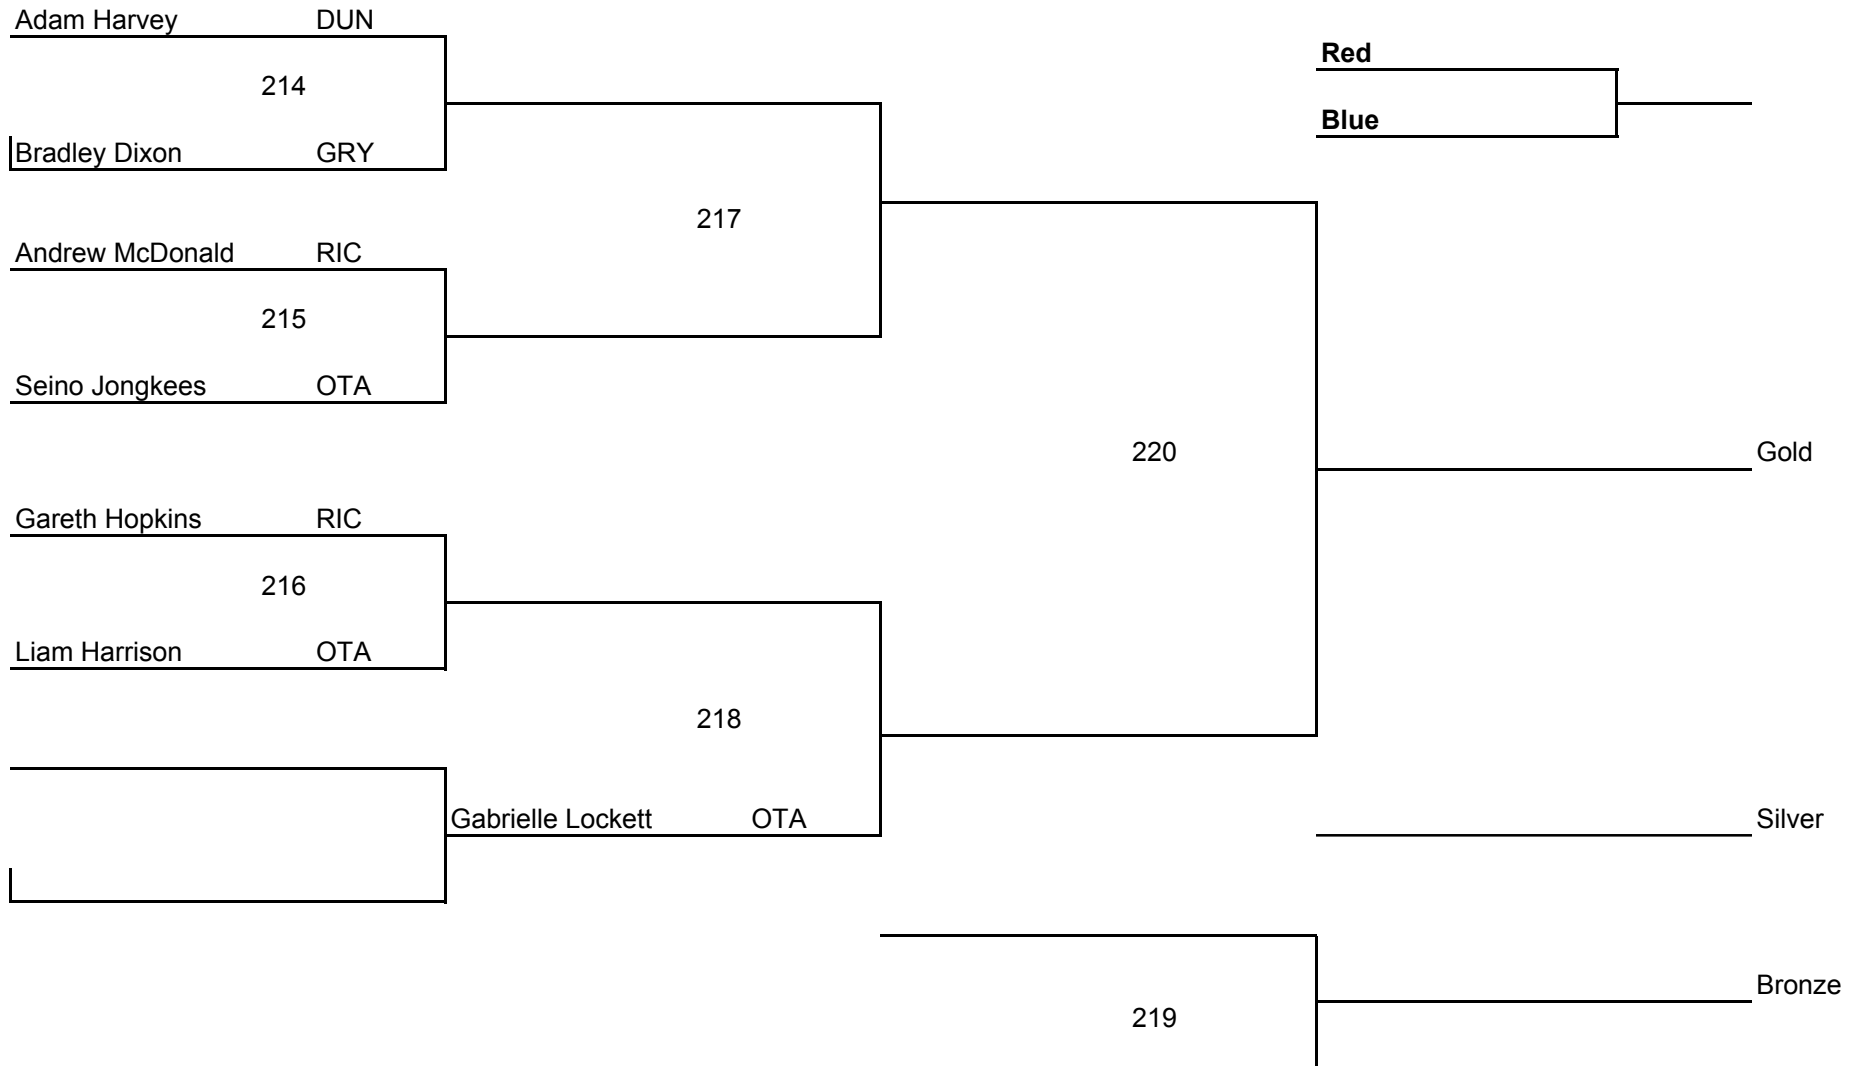 Adam Harvey DUN
Red
214
Blue
Bradley Dixon GRY
217
Andrew McDonald RIC
215
Seino Jongkees OTA
220
Gold
Gareth Hopkins RIC
216
Liam Harrison OTA
218
Gabrielle Lockett OTA
Silver
Bronze
219